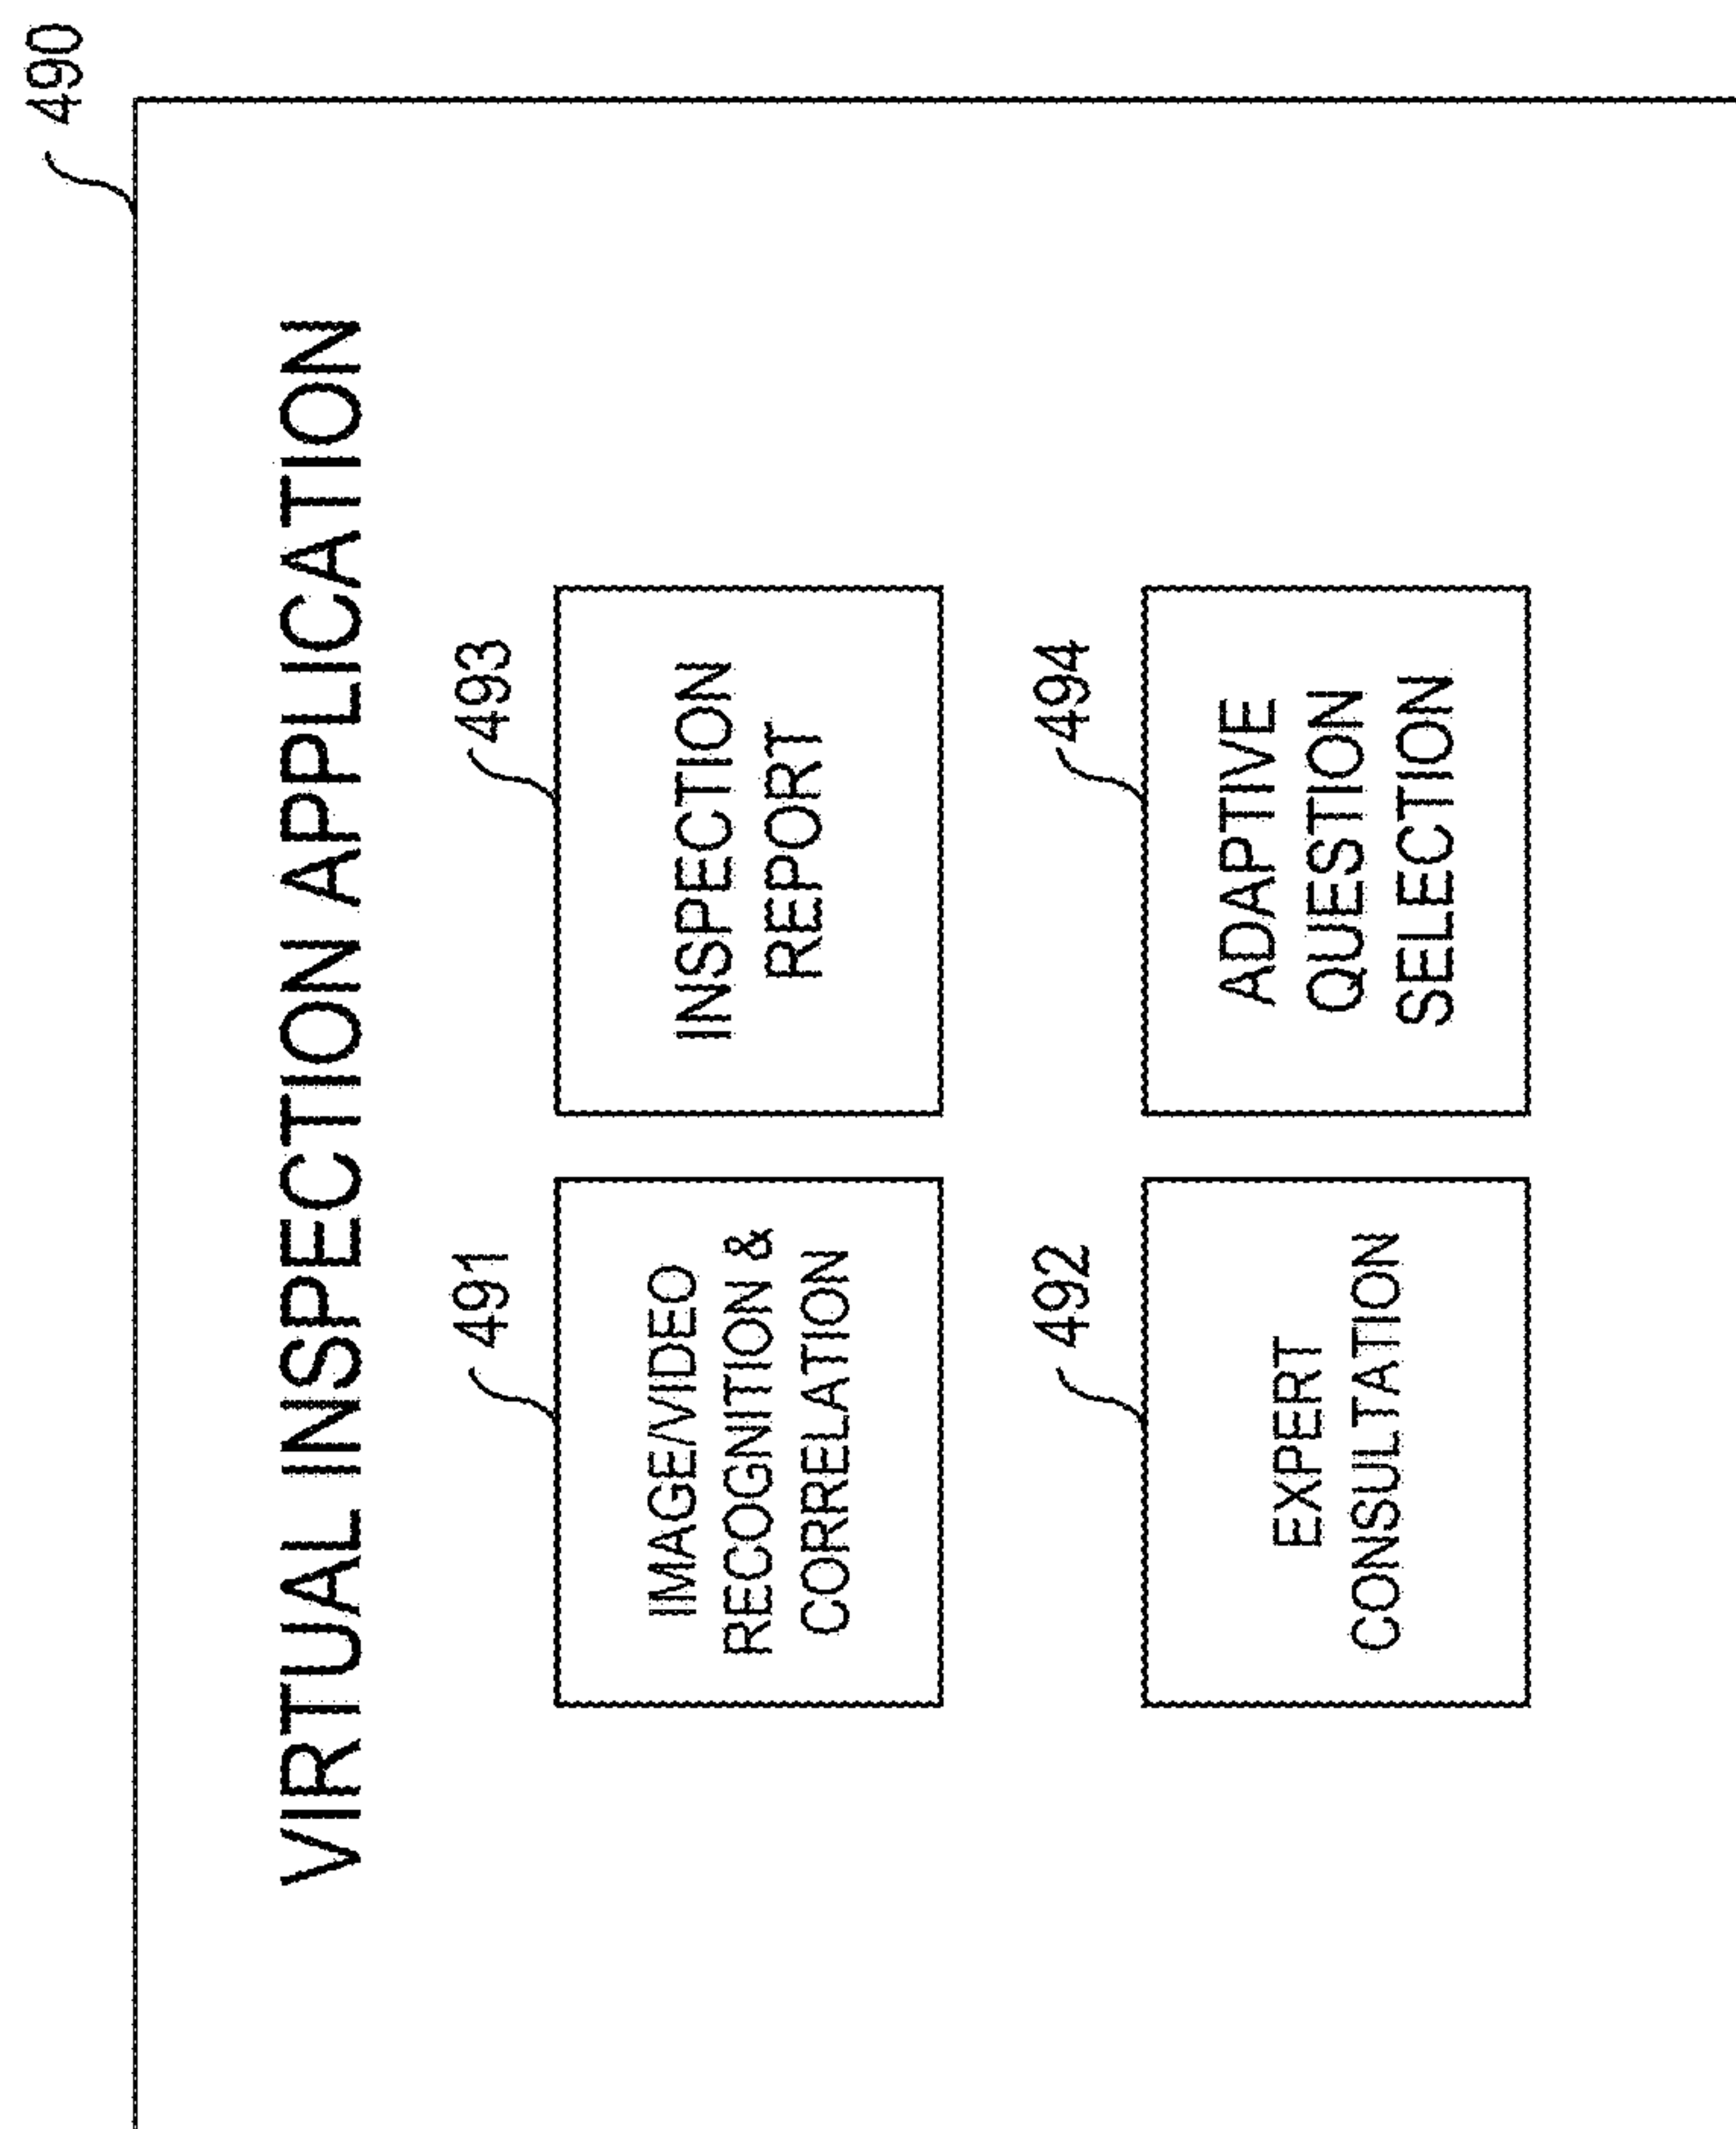 490
VIRTUAL INSPECTION APPLICATION
491
IMAGE/VIDEO
RECOGNITION &
CORRELATION
493
INSPECTION
REPORT
492
EXPERT
CONSULTATION
494
ADAPTIVE
QUESTION
SELECTION